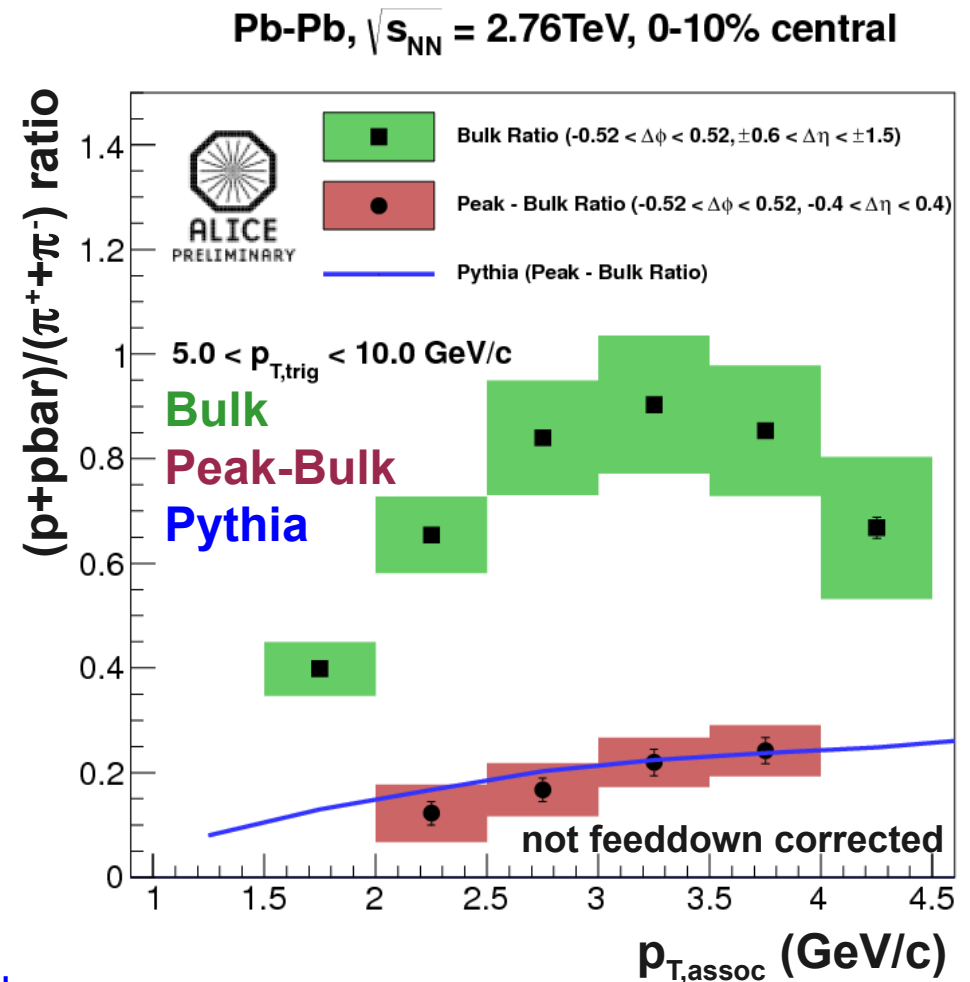 Pb-Pb, √s_NN = 2.76TeV, 0-10% central
(p+pbar)/(π⁺+π⁻) ratio
1.4
1.2
1
0.8
0.6
0.4
0.2
0
ALICE
PRELIMINARY
Bulk Ratio (-0.52 < Δϕ < 0.52, ±0.6 < Δη < ±1.5)
Peak - Bulk Ratio (-0.52 < Δϕ < 0.52, -0.4 < Δη < 0.4)
Pythia (Peak - Bulk Ratio)
5.0 < p_T,trig < 10.0 GeV/c
Bulk
Peak-Bulk
Pythia
not feeddown corrected
1 1.5 2 2.5 3 3.5 4 4.5
p_T,assoc (GeV/c)